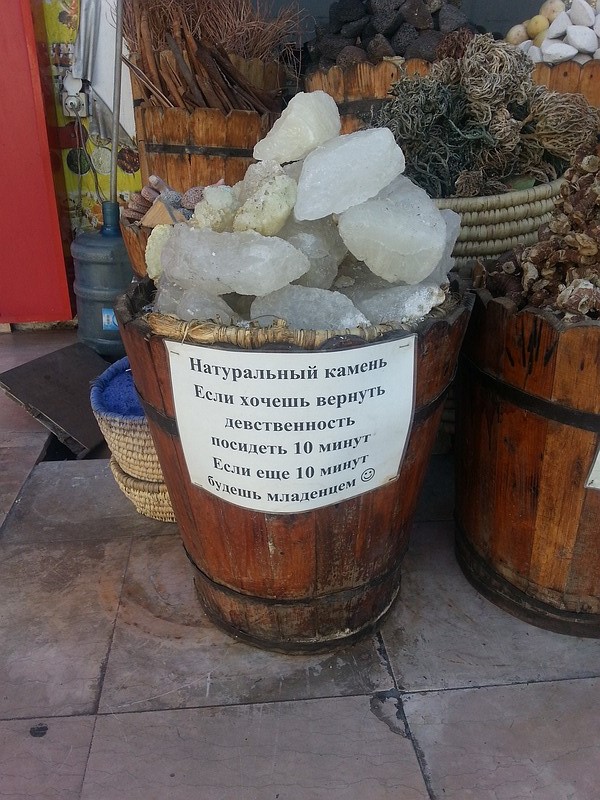 Натуральный камень
Если хочешь вернуть
девственность
посидеть 10 минут
Если еще 10 минут
будешь младенцем ☺